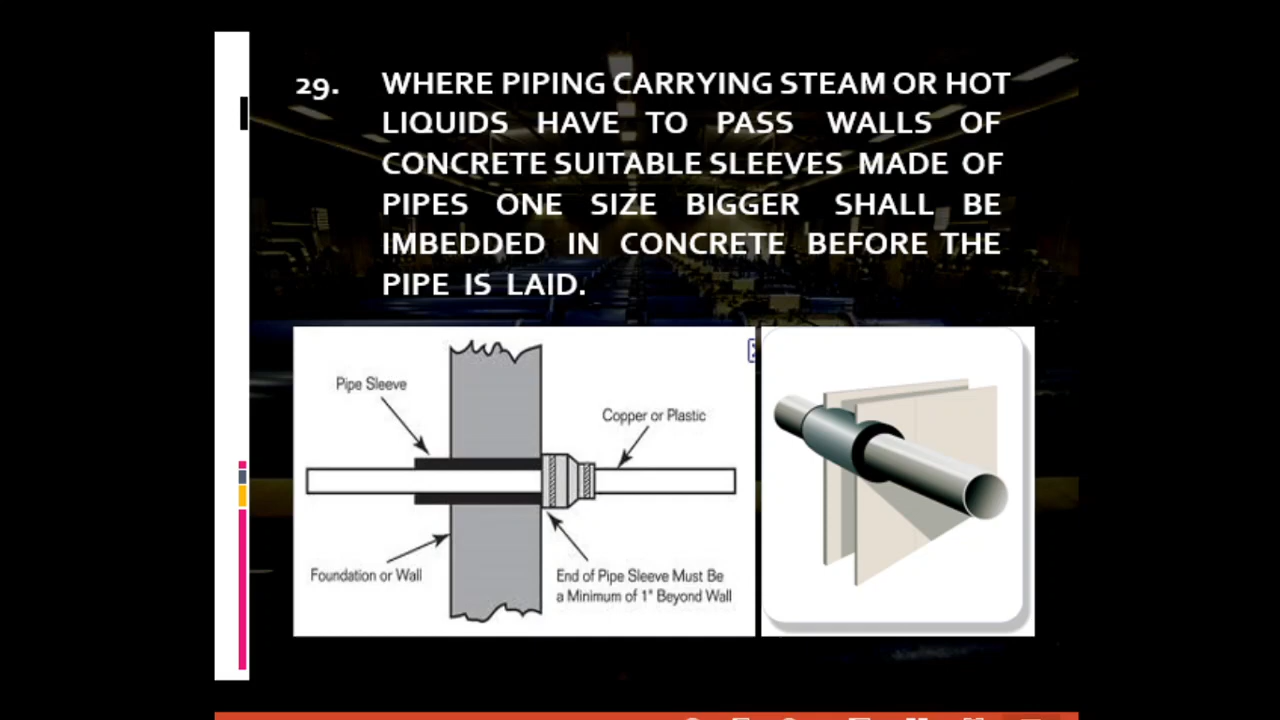 29. WHERE PIPING CARRYING STEAM OR HOT
LIQUIDS HAVE TO PASS WALLS OF
CONCRETE SUITABLE SLEEVES MADE OF
PIPES ONE SIZE BIGGER SHALL BE
IMBEDDED IN CONCRETE BEFORE THE
PIPE IS LAID.
Pipe Sleeve
Copper or Plastic
Foundation or Wall
End of Pipe Sleeve Must Be
a Minimum of 1" Beyond Wall